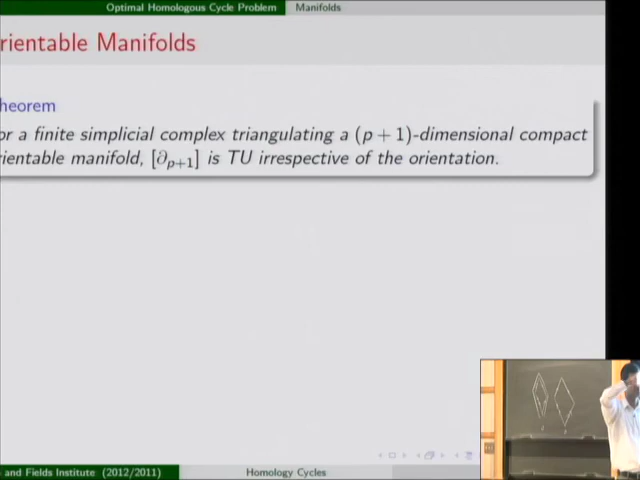 Optimal Homologous Cycle Problem Manifolds
rientable Manifolds
heorem
or a finite simplicial complex triangulating a (p + 1)-dimensional compact
rientable manifold, [∂p+1] is TU irrespective of the orientation.
and Fields Institute (2012/2011) Homology Cycles